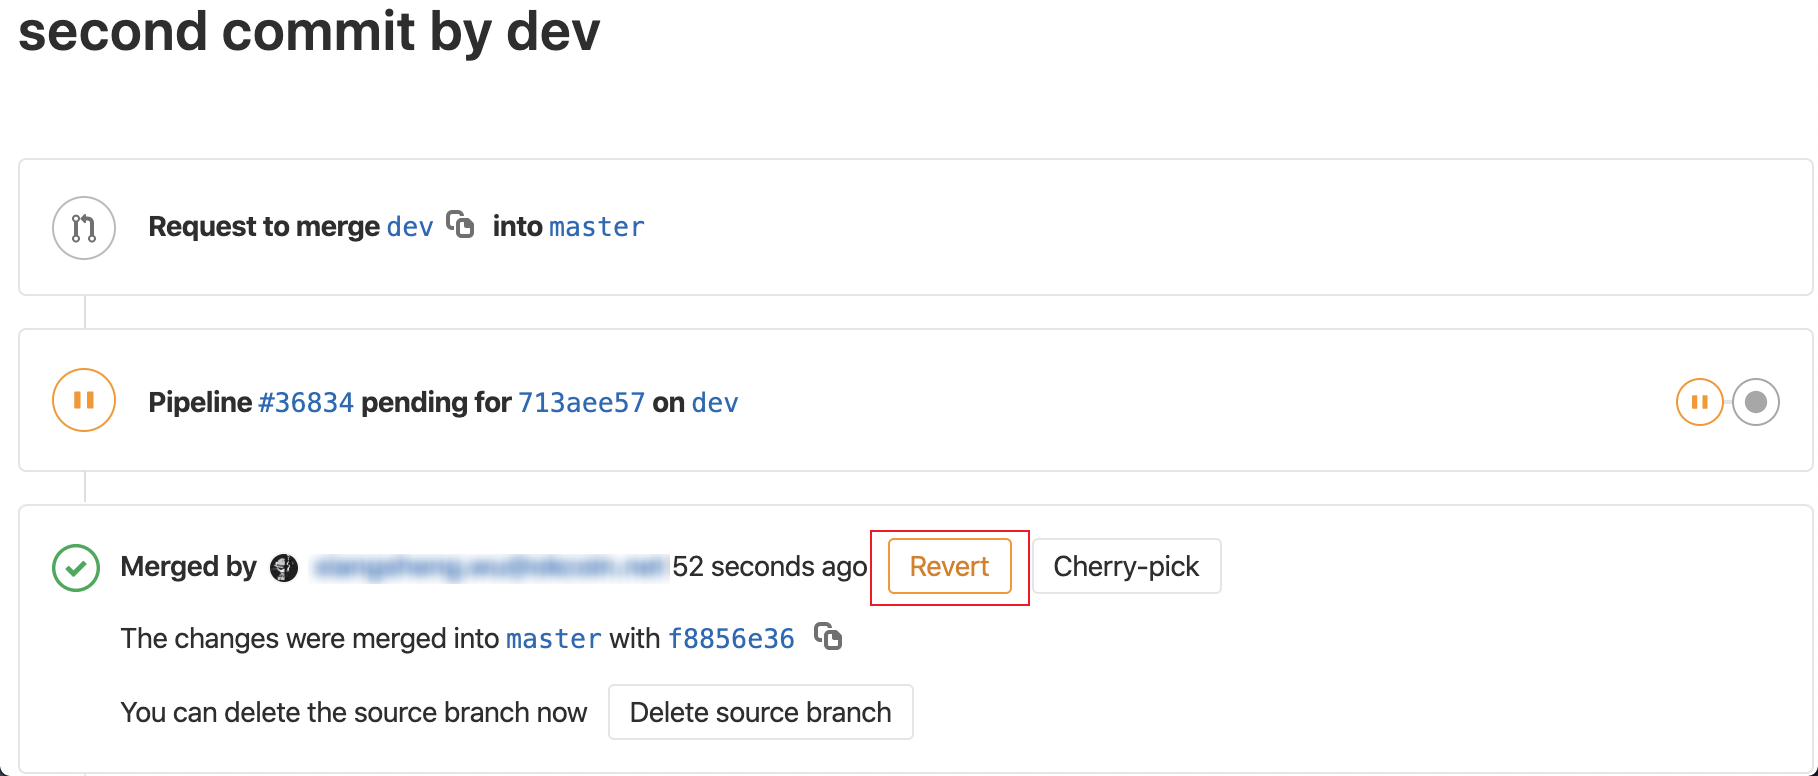 second commit by dev
Request to merge dev into master
Pipeline #36834 pending for 713aee57 on dev
Merged by 52 seconds ago Revert Cherry-pick
The changes were merged into master with f8856e36
You can delete the source branch now Delete source branch